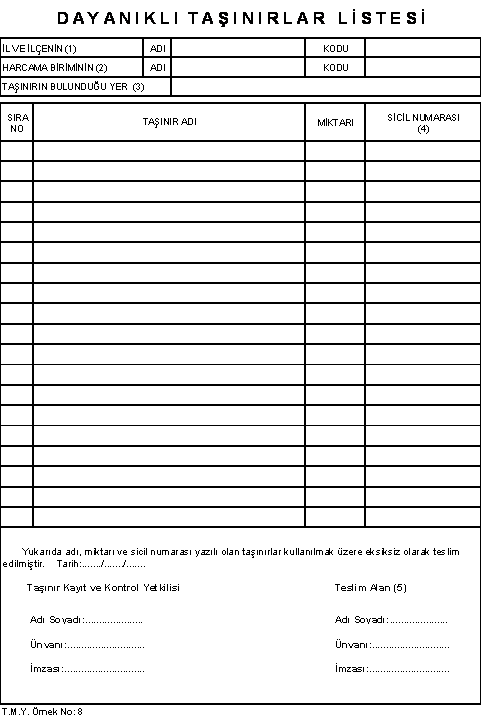 DAYANIKLI TAŞINIRLAR LİSTESİ
İL VE İLÇENİN (1) ADI KODU
HARCAMA BİRİMİNİN (2) ADI KODU
TAŞINIRIN BULUNDUĞU YER (3)
SIRA NO TAŞINIR ADI MİKTARI SİCİL NUMARASI (4)
Yukarıda adı, miktarı ve sicil numarası yazılı olan taşınırlar kullanılmak üzere eksiksiz olarak teslim
edilmiştir. Tarih:....../......./.......
Taşınır Kayıt ve Kontrol Yetkilisi Teslim Alan (5)
Adı Soyadı:...................... Adı Soyadı:......................
Ünvanı:............................. Ünvanı:.............................
İmzası:.............................. İmzası:..............................
T.M.Y. Örnek No: 8